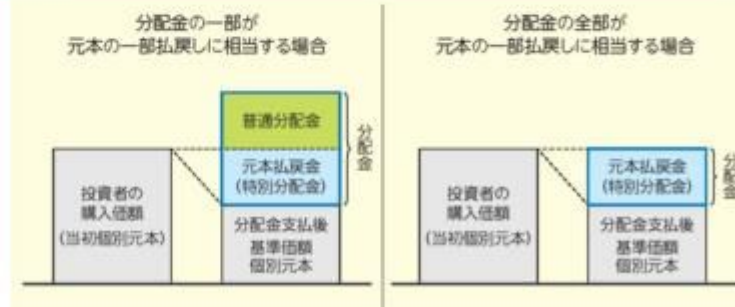 分配金の一部が
元本の一部払戻しに相当する場合
普通分配金
元本払戻金
(特別分配金)
分配金
投資者の
購入価額
(当初個別元本)
分配金支払後
基準価額
個別元本
分配金の全部が
元本の一部払戻しに相当する場合
元本払戻金
(特別分配金)
分配金
投資者の
購入価額
(当初個別元本)
分配金支払後
基準価額
個別元本